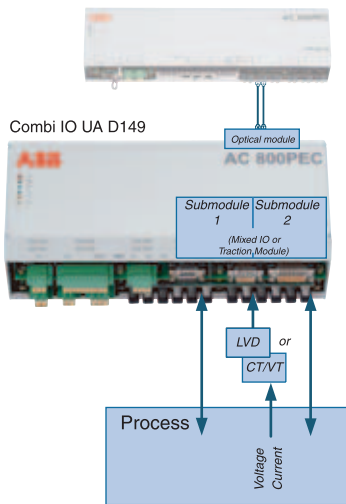 AC 800PEC
Combi IO UA D149
Optical module
ABB
AC 800PEC
Submodule 1
Submodule 2
(Mixed IO or
Traction Module)
LVD
or
CT/VT
Process
Voltage
Current